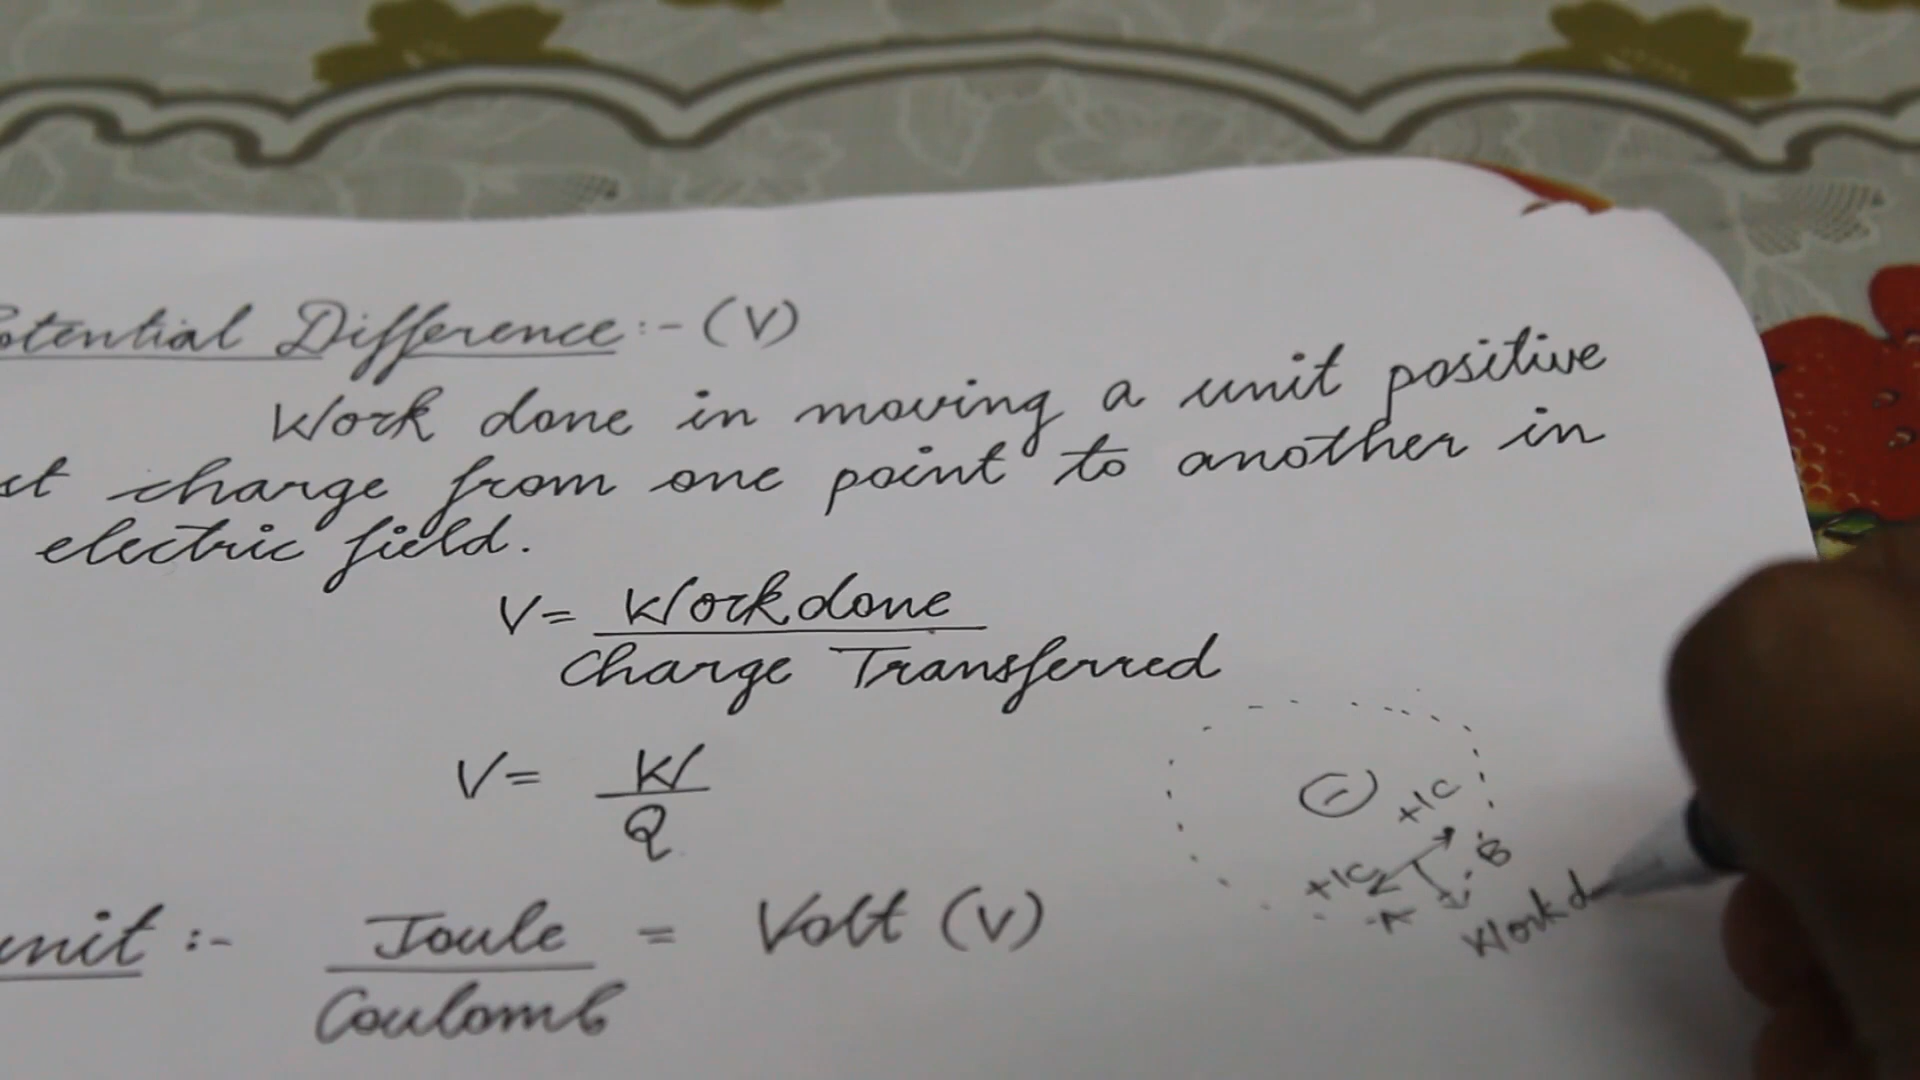 Potential Difference :- (V)
Work done in moving a unit positive
st charge from one point to another in
electric field.
V= Work done
Charge Transferred
V= W
Q
unit :- Joule = Volt (V)
Coulomb
(-)
+1C
+1C
B
A
Work d